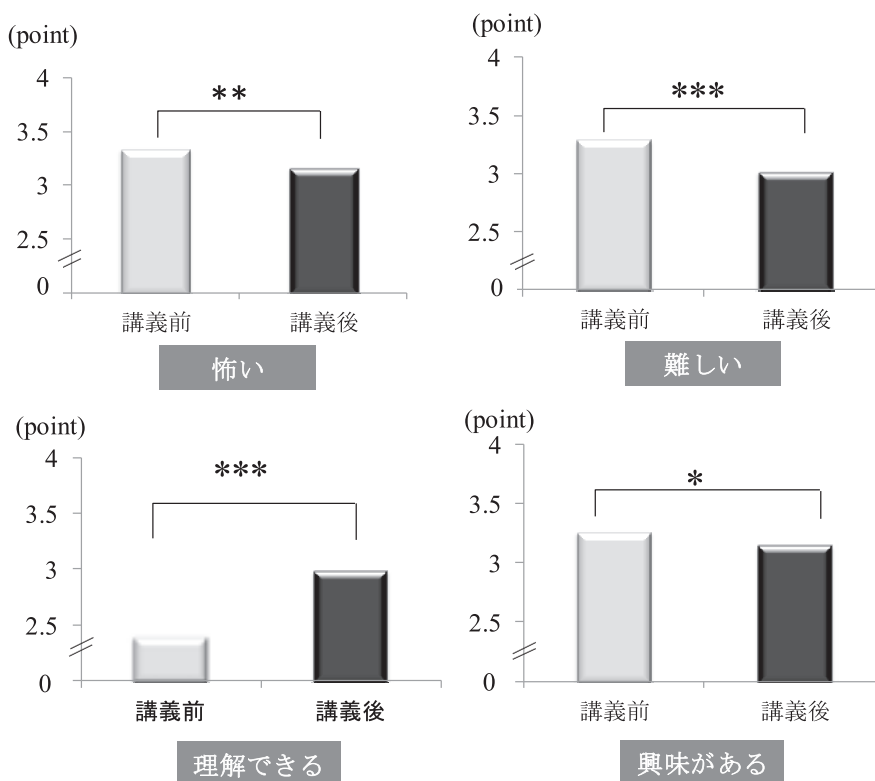 (point)
4
3.5
3
2.5
0
**
講義前 講義後
怖い
(point)
4
3.5
3
2.5
0
***
講義前 講義後
難しい
(point)
4
3.5
3
2.5
0
***
講義前 講義後
理解できる
(point)
4
3.5
3
2.5
0
*
講義前 講義後
興味がある